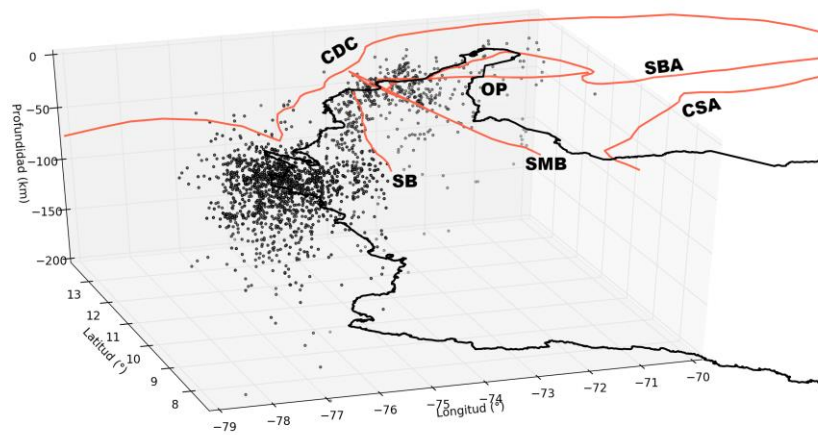 CDC
SBA
OP
CSA
SMB
SB
Profundidad (km)
0
−50
−100
−150
−200
Latitud (°)
13
12
11
10
9
8
Longitud (°)
−79
−78
−77
−76
−75
−74
−73
−72
−71
−70